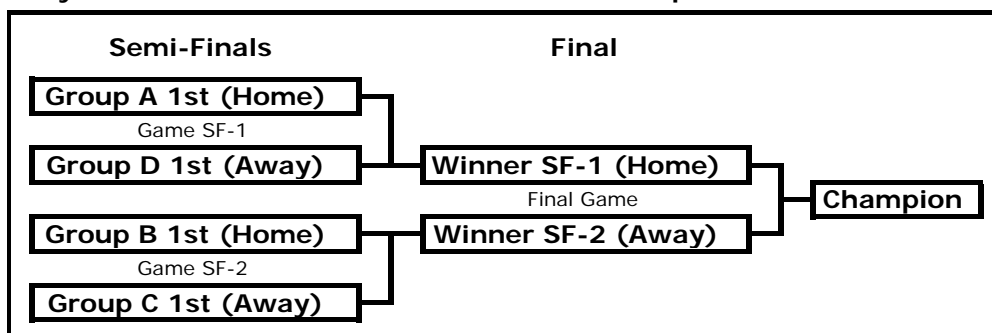 Semi-Finals Final
Group A 1st (Home)
Game SF-1
Group D 1st (Away) Winner SF-1 (Home)
Final Game Champion
Group B 1st (Home) Winner SF-2 (Away)
Game SF-2
Group C 1st (Away)